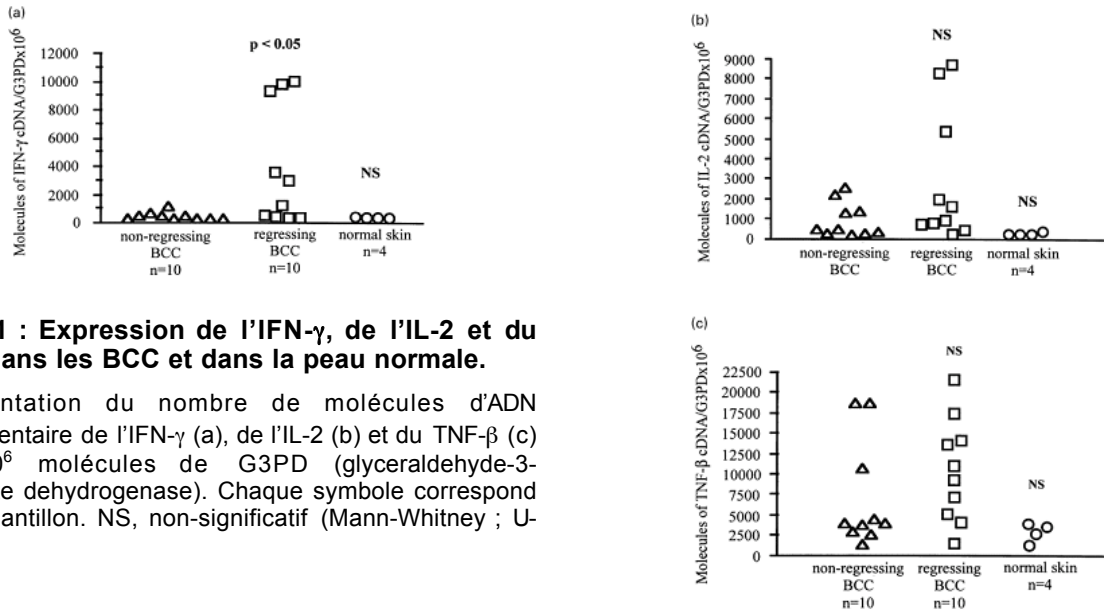 (a)
Molecules of IFN-γ cDNA/G3PDx10⁶
12000
10000
8000
6000
4000
2000
0
p < 0.05
NS
non-regressing
BCC
n=10
regressing
BCC
n=10
normal skin
n=4
: Expression de l’IFN-γ, de l’IL-2 et du
ans les BCC et dans la peau normale.
ntation du nombre de molécules d’ADN
entaire de l’IFN-γ (a), de l’IL-2 (b) et du TNF-β (c)
molécules de G3PD (glyceraldehyde-3-
e dehydrogenase). Chaque symbole correspond
antillon. NS, non-significatif (Mann-Whitney ; U-
(b)
Molecules of IL-2 cDNA/G3PDx10⁶
9000
8000
7000
6000
5000
4000
3000
2000
1000
0
NS
NS
non-regressing
BCC
regressing
BCC
normal skin
n=4
(c)
Molecules of TNF-β cDNA/G3PDx10⁶
22500
20000
17500
15000
12500
10000
7500
5000
2500
0
NS
NS
non-regressing
BCC
n=10
regressing
BCC
n=10
normal skin
n=4